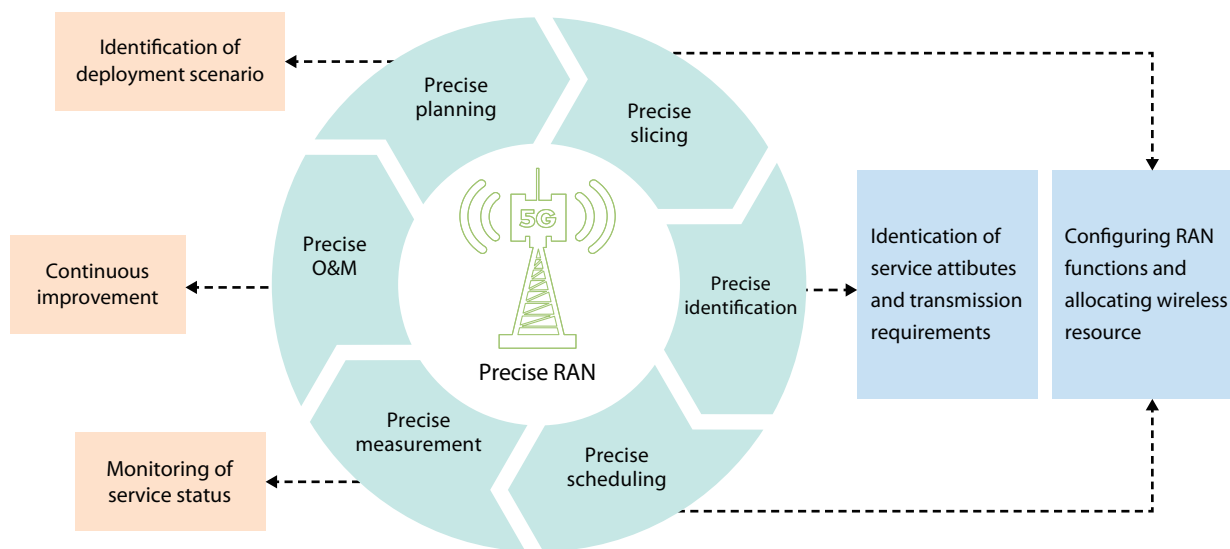 Identification of
deployment scenario
Precise
planning
Precise
slicing
Continuous
improvement
Precise
O&M
5G
Precise RAN
Precise
identification
Identication of
service attibutes
and transmission
requirements
Configuring RAN
functions and
allocating wireless
resource
Monitoring of
service status
Precise
measurement
Precise
scheduling